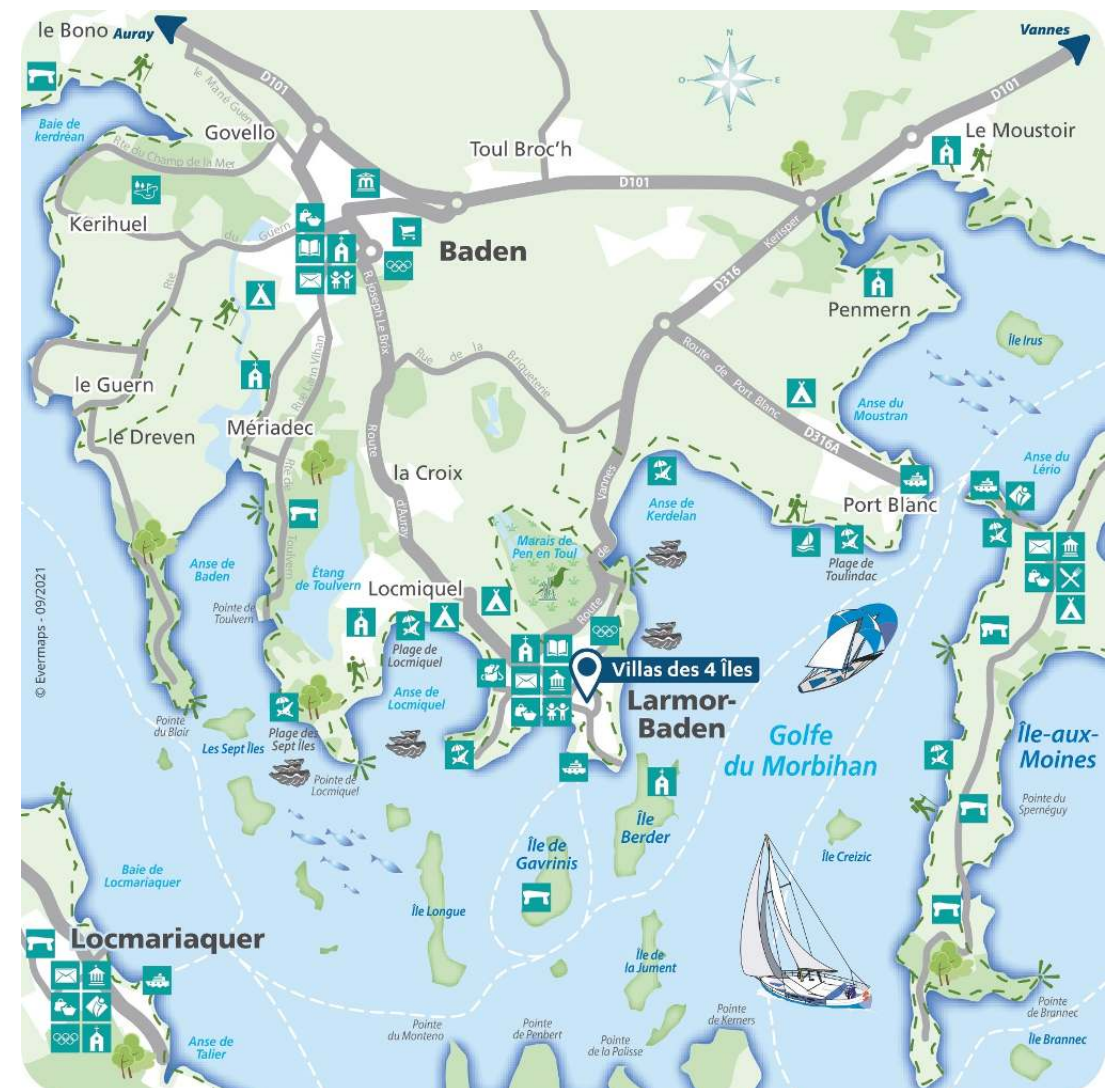 le Bono
Auray
Vannes
N
O
E
S
D101
D101
le Mané Guen
Baie de
kerdréan
Govello
Le Moustoir
Toul Broc'h
Rte du Champ de la Mer
D101
Kerihuel
Rte du Guern
Baden
Kerisper
D316
R. Joseph Le Brix
Penmern
Île Irus
Rue de la Briqueterie
Route de Port Blanc
le Guern
Rue Lann Vihan
Anse du
Moustran
le Dreven
Mériadec
D316A
la Croix
Route d'Auray
Rte de Toulvern
Route de Vannes
Anse du
Lério
Port Blanc
Anse de
Kerdelan
Marais de
Pen en Toul
Plage de
Toulindac
Anse de
Baden
Étang
de Toulvern
Locmiquel
Pointe de
Toulvern
Plage de
Locmiquel
© Evermaps - 09/2021
Villas des 4 îles
Larmor-
Baden
Anse de
Locmiquel
Pointe
du Blair
Les Sept Îles
Plage des
Sept Îles
Pointe de
Locmiquel
Golfe
du Morbihan
Île-aux-
Moines
Pointe du
Spernéguy
Île
Berder
Île de
Gavrinis
Île Creizic
Baie de
Locmariaquer
Île Longue
Locmariaquer
Île de
la Jument
Pointe
de Brannec
Île Brannec
Pointe
de Kerners
Pointe
du Monteno
Pointe
de Penbert
Pointe
de la Palisse
Anse de
Talier